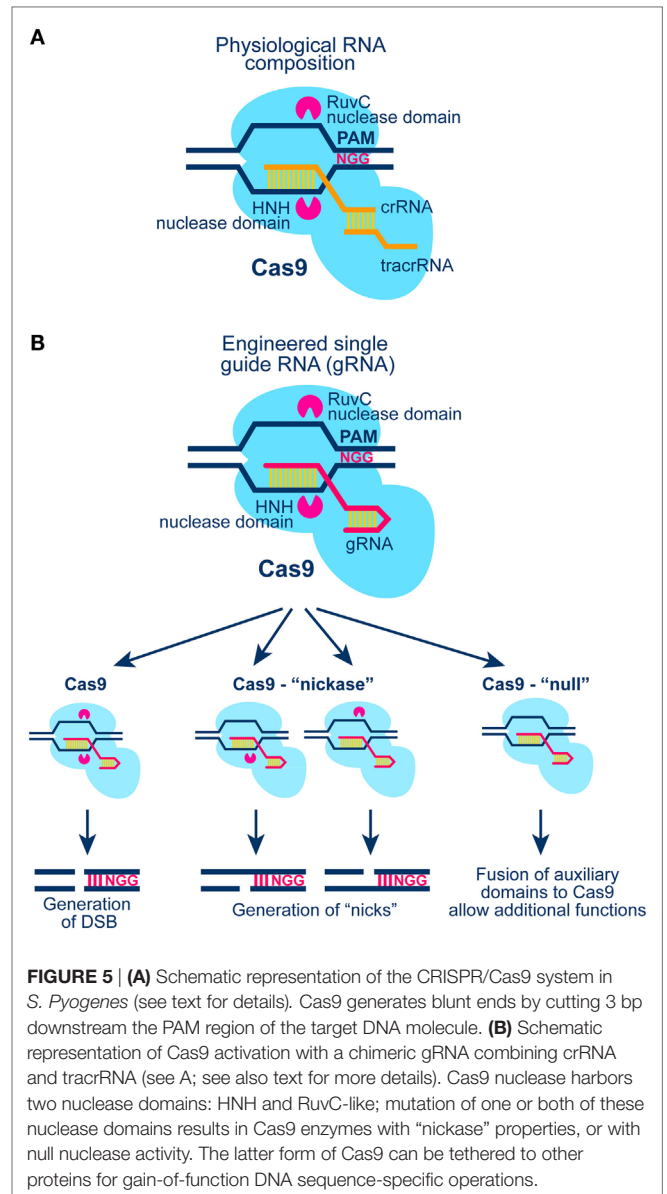 A
Physiological RNA
composition
RuvC
nuclease domain
PAM
NGG
HNH
nuclease domain
crRNA
Cas9
tracrRNA
B
Engineered single
guide RNA (gRNA)
RuvC
nuclease domain
PAM
NGG
HNH
nuclease domain
gRNA
Cas9
Cas9
Cas9 - “nickase”
Cas9 - “null”
NGG
NGG
NGG
Generation
of DSB
Generation of “nicks”
Fusion of auxiliary
domains to Cas9
allow additional functions
FIGURE 5 | (A) Schematic representation of the CRISPR/Cas9 system in
S. Pyogenes (see text for details). Cas9 generates blunt ends by cutting 3 bp
downstream the PAM region of the target DNA molecule. (B) Schematic
representation of Cas9 activation with a chimeric gRNA combining crRNA
and tracrRNA (see A; see also text for more details). Cas9 nuclease harbors
two nuclease domains: HNH and RuvC-like; mutation of one or both of these
nuclease domains results in Cas9 enzymes with “nickase” properties, or with
null nuclease activity. The latter form of Cas9 can be tethered to other
proteins for gain-of-function DNA sequence-specific operations.